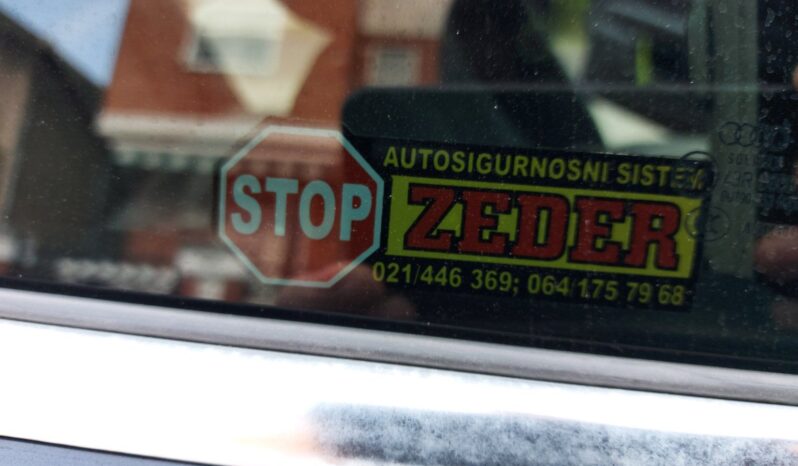 STOP
AUTOSIGURNOSNI SISTEM
ZEDER
021/446 369; 064/175 79 68